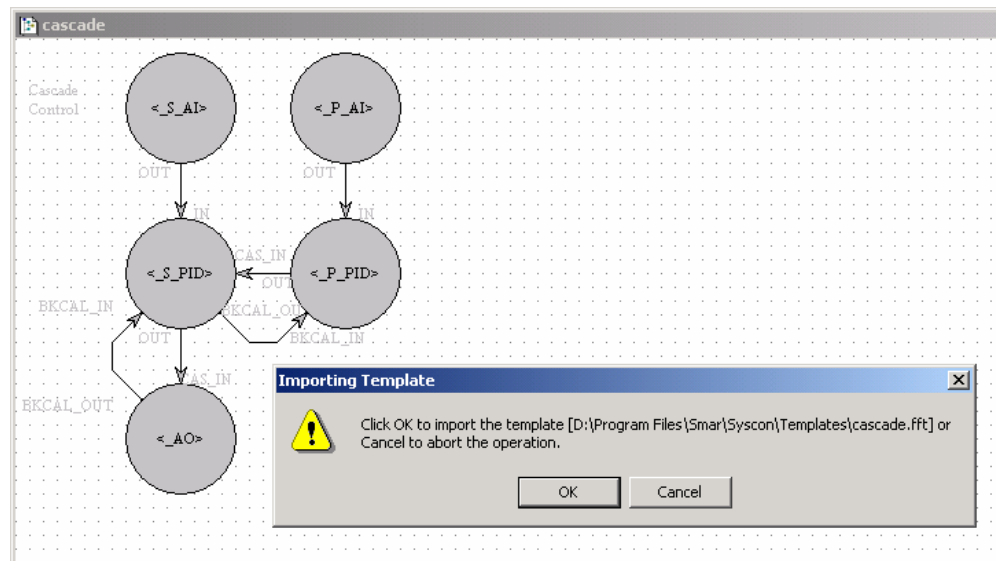 cascade
Cascade
Control
<_S_AI>
<_P_AI>
OUT
OUT
IN
IN
CAS_IN
<_S_PID>
<_P_PID>
OUT
BKCAL_IN
BKCAL_OU
OUT
BKCAL_IN
CAS_IN
BKCAL_OUT
<_AO>
Importing Template
Click OK to import the template [D:\Program Files\Smar\Syscon\Templates\cascade.fft] or
Cancel to abort the operation.
OK
Cancel